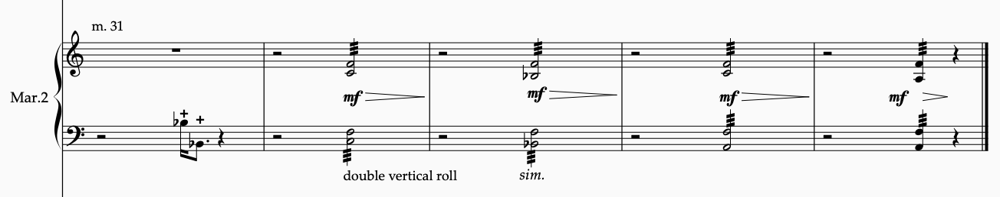 m. 31
Mar.2
mf mf mf mf
double vertical roll sim.